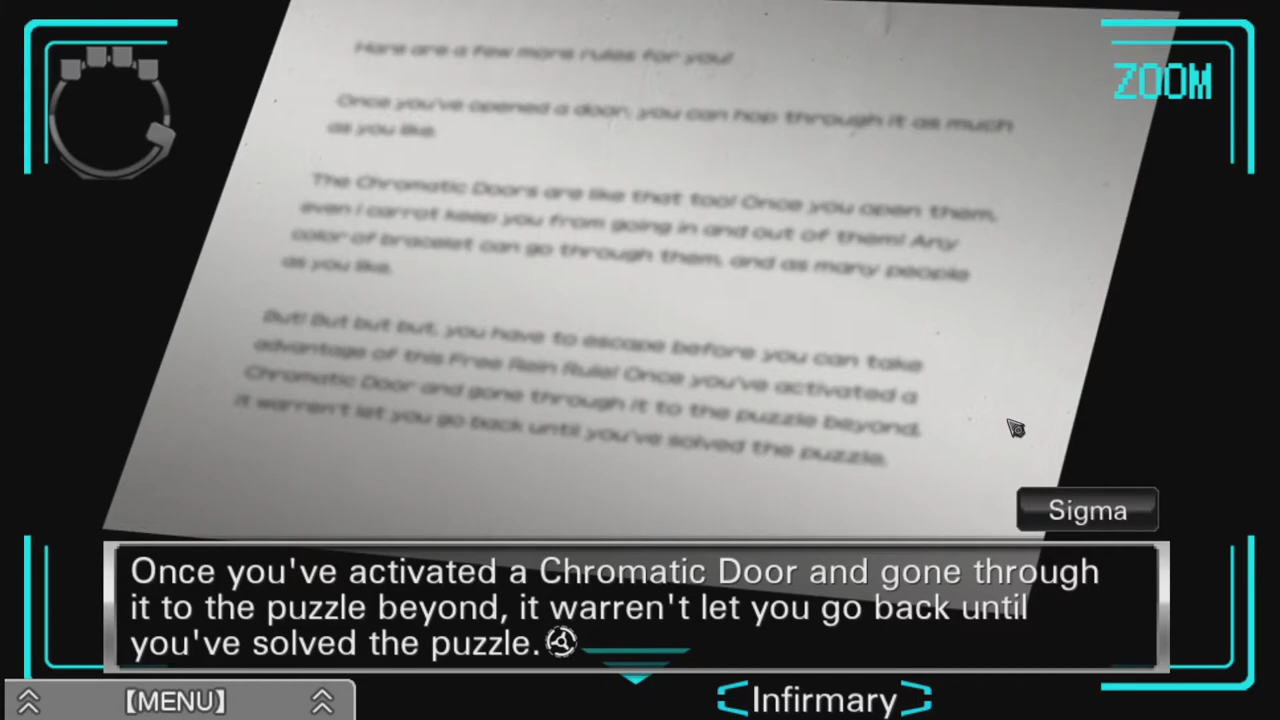 ZOOM
Here are a few more rules for you!
Once you've opened a door, you can hop through it as much
as you like.
The Chromatic Doors are like that too! Once you open them,
even I carrot keep you from going in and out of them! Any
color of bracelet can go through them, and as many people
as you like.
But! But but but, you have to escape before you can take
advantage of this Free Rein Rule! Once you've activated a
Chromatic Door and gone through it to the puzzle beyond,
it warren't let you go back until you've solved the puzzle.
Sigma
Once you've activated a Chromatic Door and gone through
it to the puzzle beyond, it warren't let you go back until
you've solved the puzzle.
【MENU】
Infirmary